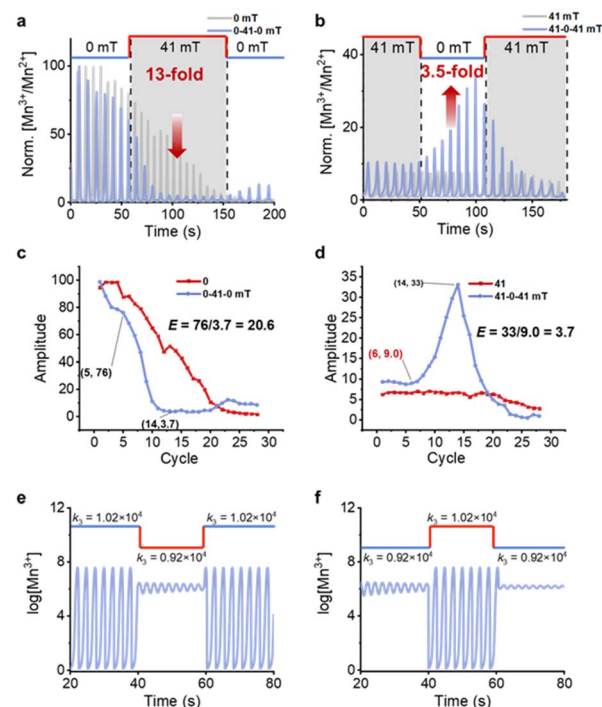 a
0 mT
0-41-0 mT
0 mT
41 mT
0 mT
13-fold
Norm. [Mn³⁺/Mn²⁺]
100
50
0
0
50
100
150
200
Time (s)
b
41 mT
41-0-41 mT
41 mT
0 mT
41 mT
3.5-fold
Norm. [Mn³⁺/Mn²⁺]
40
20
0
0
50
100
150
Time (s)
c
0
0-41-0 mT
E = 76/3.7 = 20.6
(5, 76)
(14,3.7)
Amplitude
100
80
60
40
20
0
0
5
10
15
20
25
30
Cycle
d
41
41-0-41 mT
(14, 33)
E = 33/9.0 = 3.7
(6, 9.0)
Amplitude
35
30
25
20
15
10
5
0
0
5
10
15
20
25
30
Cycle
e
k₃ = 1.02×10⁴
k₃ = 1.02×10⁴
k₃ = 0.92×10⁴
log[Mn³⁺]
12
6
0
20
40
60
80
Time (s)
f
k₃ = 1.02×10⁴
k₃ = 0.92×10⁴
k₃ = 0.92×10⁴
log[Mn³⁺]
12
6
0
20
40
60
80
Time (s)